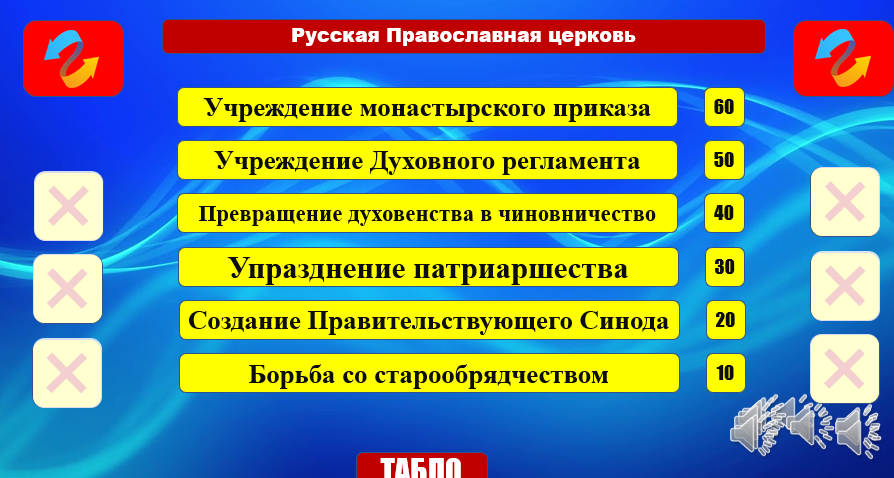 Русская Православная церковь
Учреждение монастырского приказа 60
Учреждение Духовного регламента 50
Превращение духовенства в чиновничество 40
Упразднение патриаршества 30
Создание Правительствующего Синода 20
Борьба со старообрядчеством 10
ТАБЛО